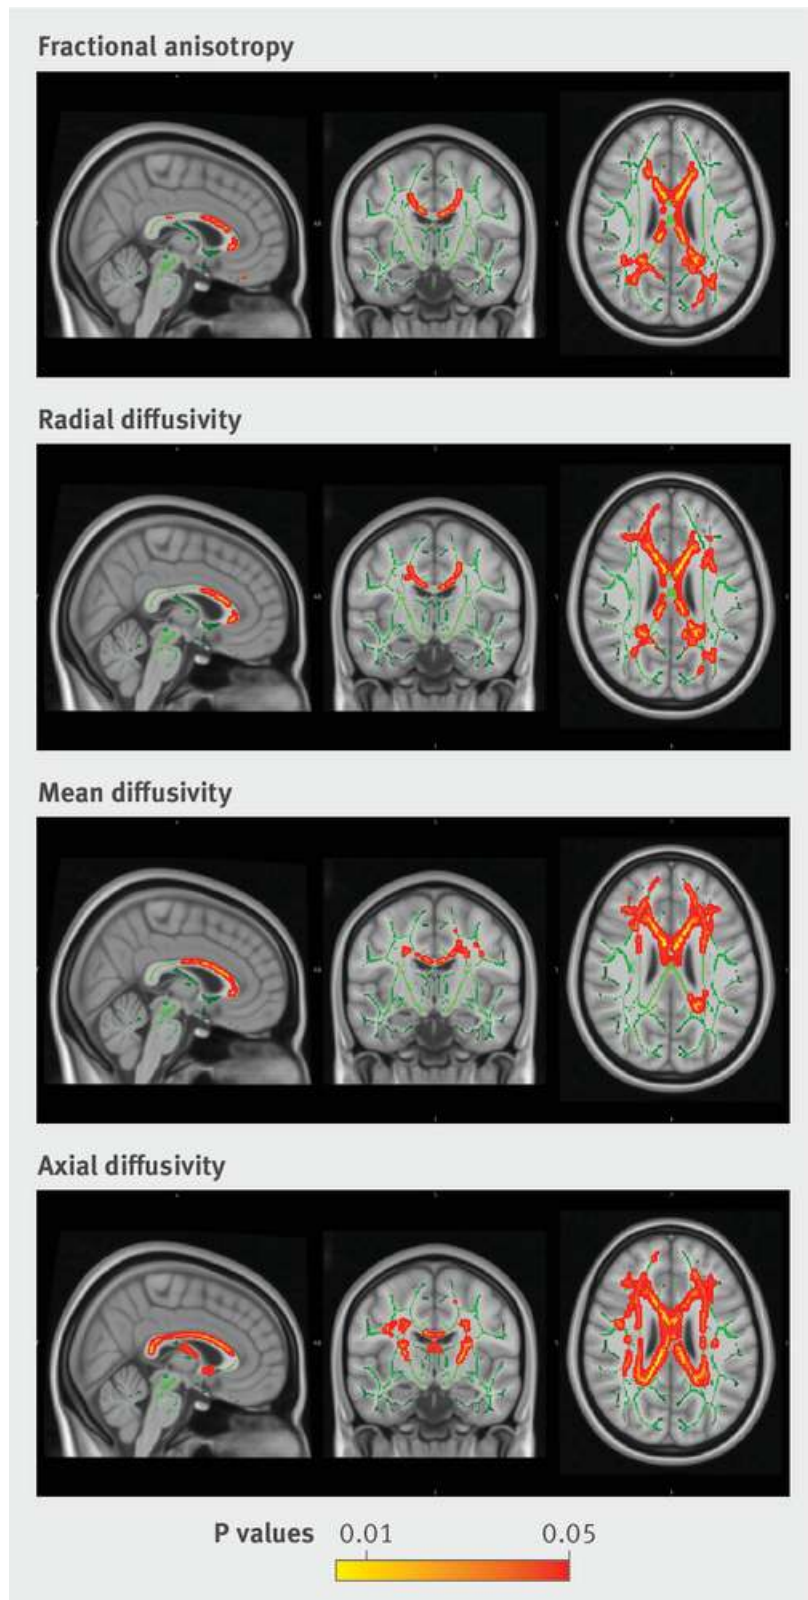 Fractional anisotropy
Radial diffusivity
Mean diffusivity
Axial diffusivity
P values 0.01 0.05